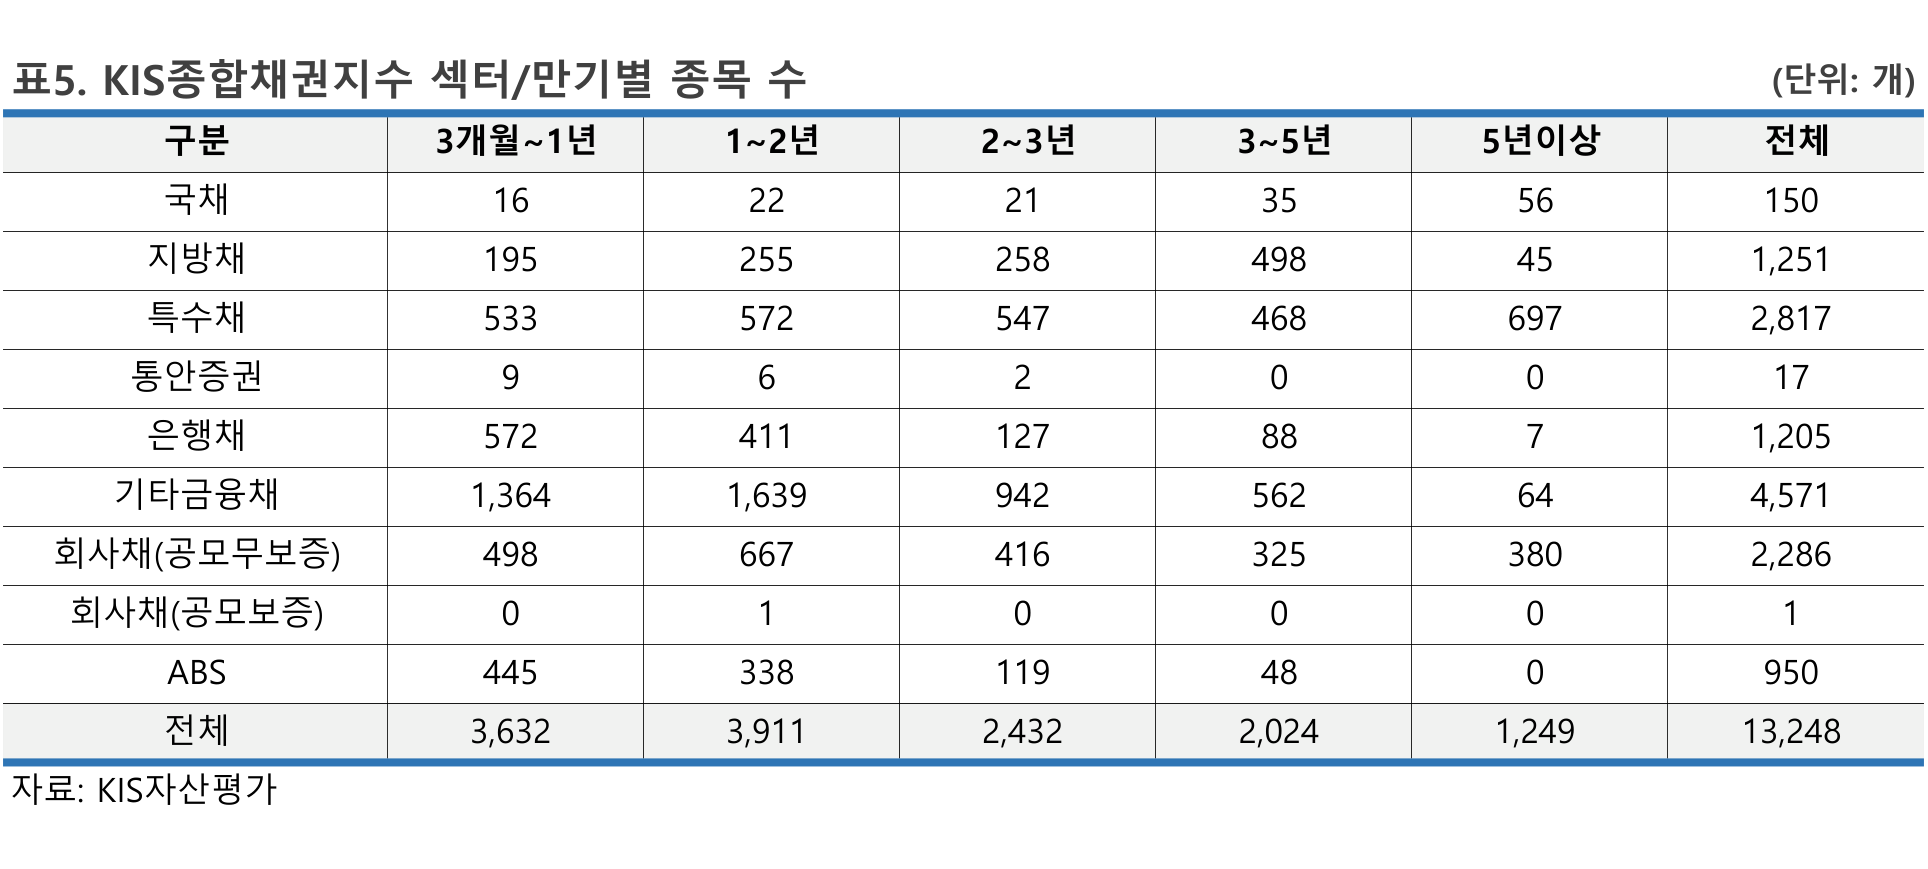 표5. KIS종합채권지수 섹터/만기별 종목 수 (단위: 개)
구분 3개월~1년 1~2년 2~3년 3~5년 5년이상 전체
국채 16 22 21 35 56 150
지방채 195 255 258 498 45 1,251
특수채 533 572 547 468 697 2,817
통안증권 9 6 2 0 0 17
은행채 572 411 127 88 7 1,205
기타금융채 1,364 1,639 942 562 64 4,571
회사채(공모무보증) 498 667 416 325 380 2,286
회사채(공모보증) 0 1 0 0 0 1
ABS 445 338 119 48 0 950
전체 3,632 3,911 2,432 2,024 1,249 13,248
자료: KIS자산평가